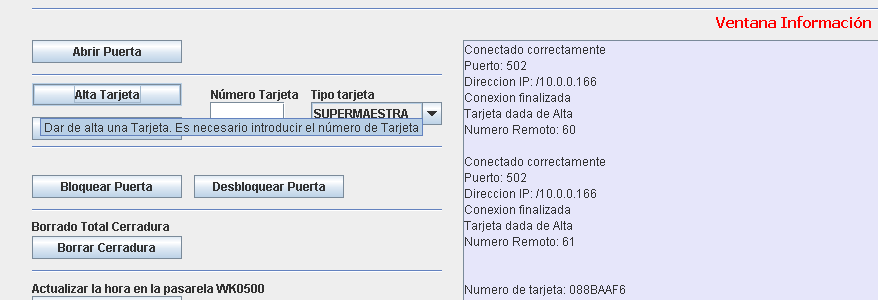 Ventana Información
Abrir Puerta
Alta Tarjeta
Número Tarjeta
Tipo tarjeta
SUPERMAESTRA
Dar de alta una Tarjeta. Es necesario introducir el número de Tarjeta
Bloquear Puerta
Desbloquear Puerta
Borrado Total Cerradura
Borrar Cerradura
Actualizar la hora en la pasarela WK0500
Conectado correctamente
Puerto: 502
Direccion IP: /10.0.0.166
Conexion finalizada
Tarjeta dada de Alta
Numero Remoto: 60
Conectado correctamente
Puerto: 502
Direccion IP: /10.0.0.166
Conexion finalizada
Tarjeta dada de Alta
Numero Remoto: 61
Numero de tarjeta: 088BAAF6